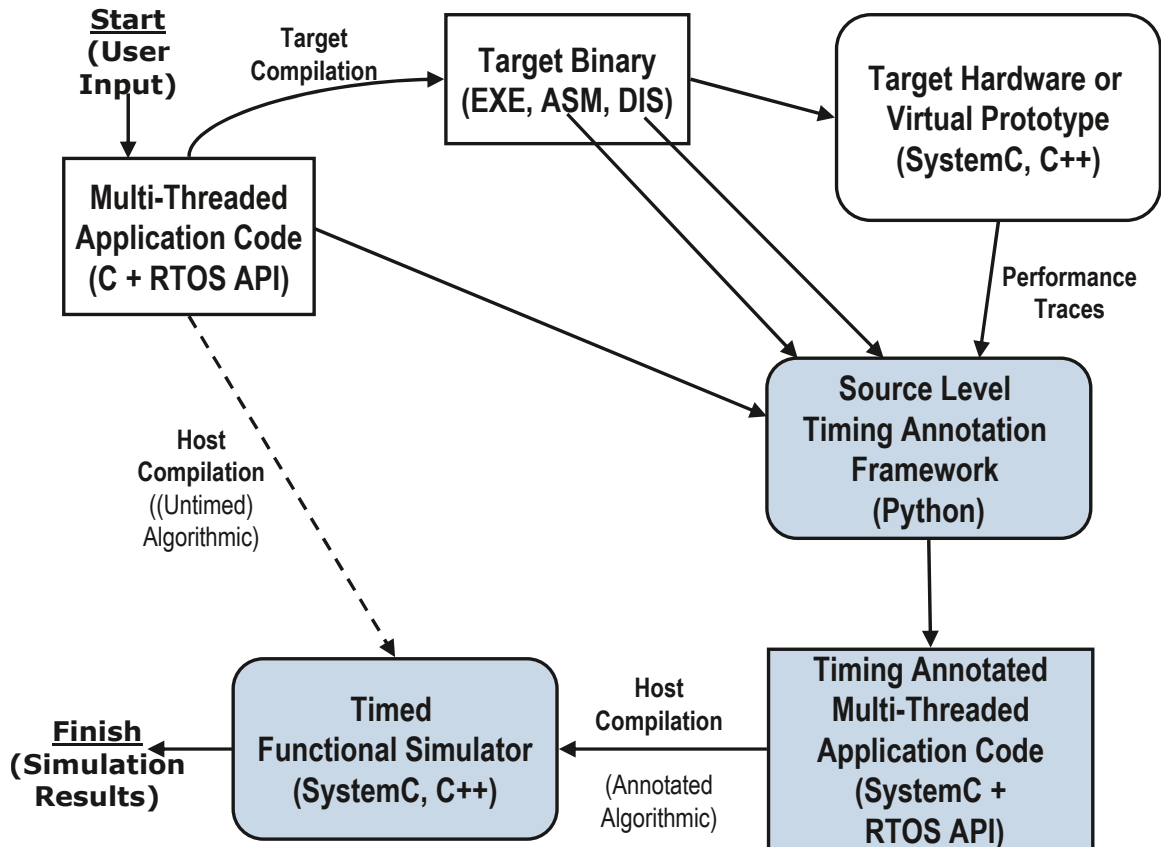 Start
(User
Input)
Target
Compilation
Target Binary
(EXE, ASM, DIS)
Target Hardware or
Virtual Prototype
(SystemC, C++)
Multi-Threaded
Application Code
(C + RTOS API)
Performance
Traces
Source Level
Timing Annotation
Framework
(Python)
Host
Compilation
((Untimed)
Algorithmic)
Timing Annotated
Multi-Threaded
Application Code
(SystemC +
RTOS API)
Host
Compilation
(Annotated
Algorithmic)
Timed
Functional Simulator
(SystemC, C++)
Finish
(Simulation
Results)